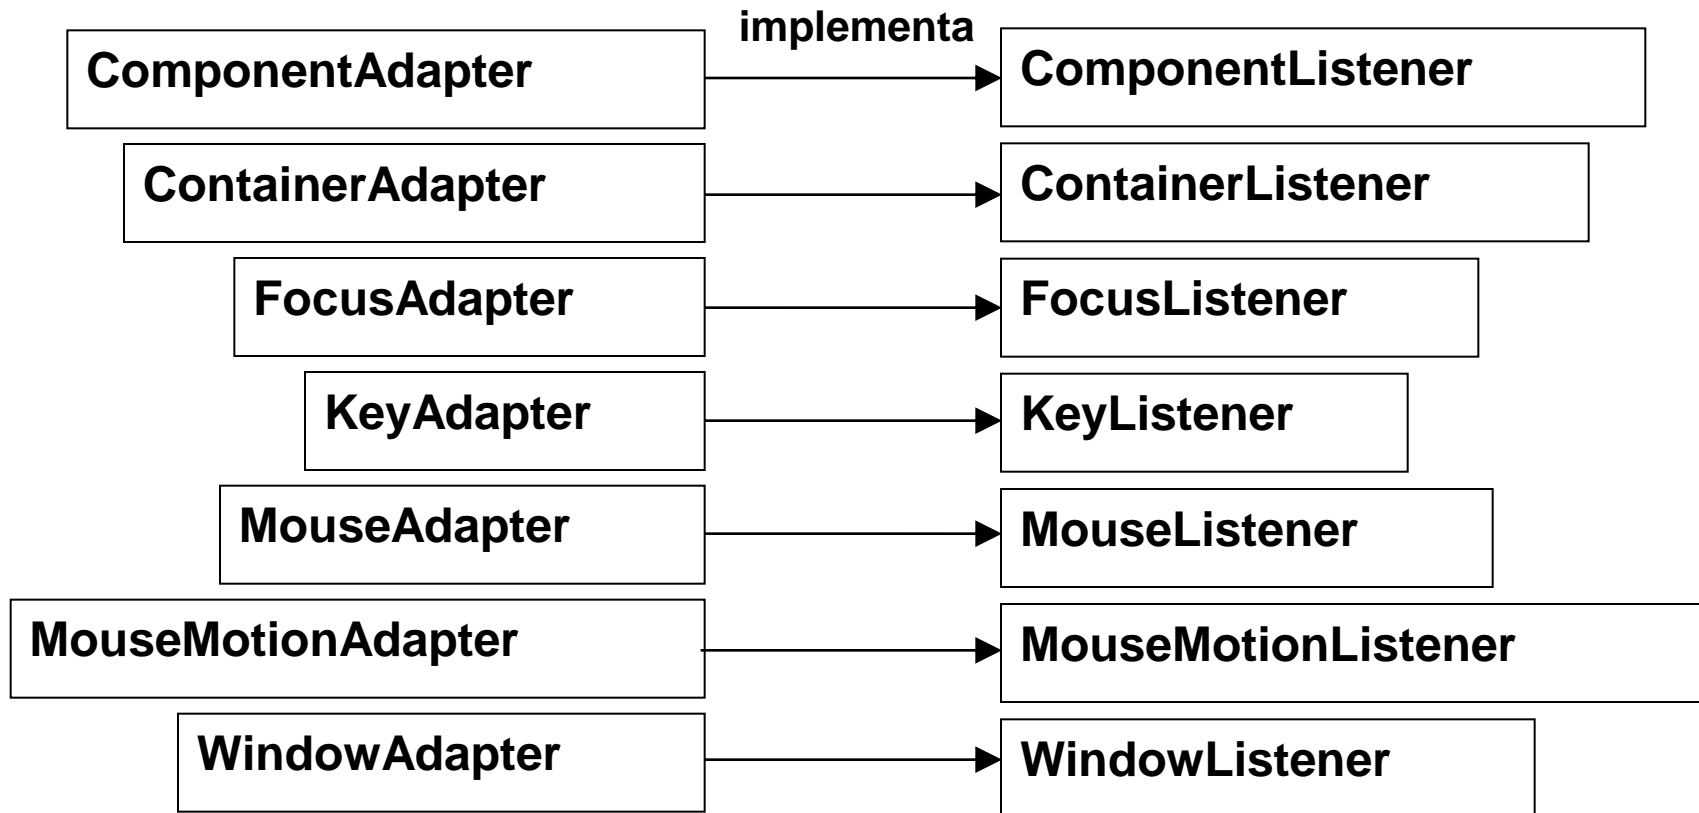 implementa
ComponentAdapter
ComponentListener
ContainerAdapter
ContainerListener
FocusAdapter
FocusListener
KeyAdapter
KeyListener
MouseAdapter
MouseListener
MouseMotionAdapter
MouseMotionListener
WindowAdapter
WindowListener